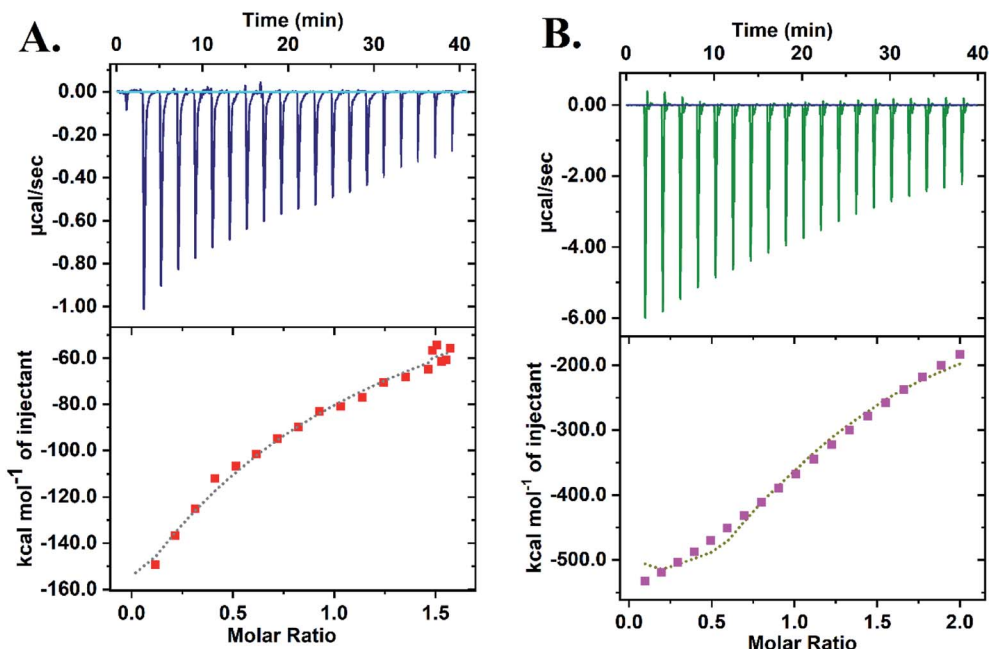 A.
Time (min)
0 10 20 30 40
0.00
-0.20
-0.40
-0.60
-0.80
-1.00
µcal/sec
-60.0
-80.0
-100.0
-120.0
-140.0
-160.0
kcal mol⁻¹ of injectant
0.0 0.5 1.0 1.5
Molar Ratio
B.
Time (min)
0 10 20 30 40
0.00
-2.00
-4.00
-6.00
µcal/sec
-200.0
-300.0
-400.0
-500.0
kcal mol⁻¹ of injectant
0.0 0.5 1.0 1.5 2.0
Molar Ratio